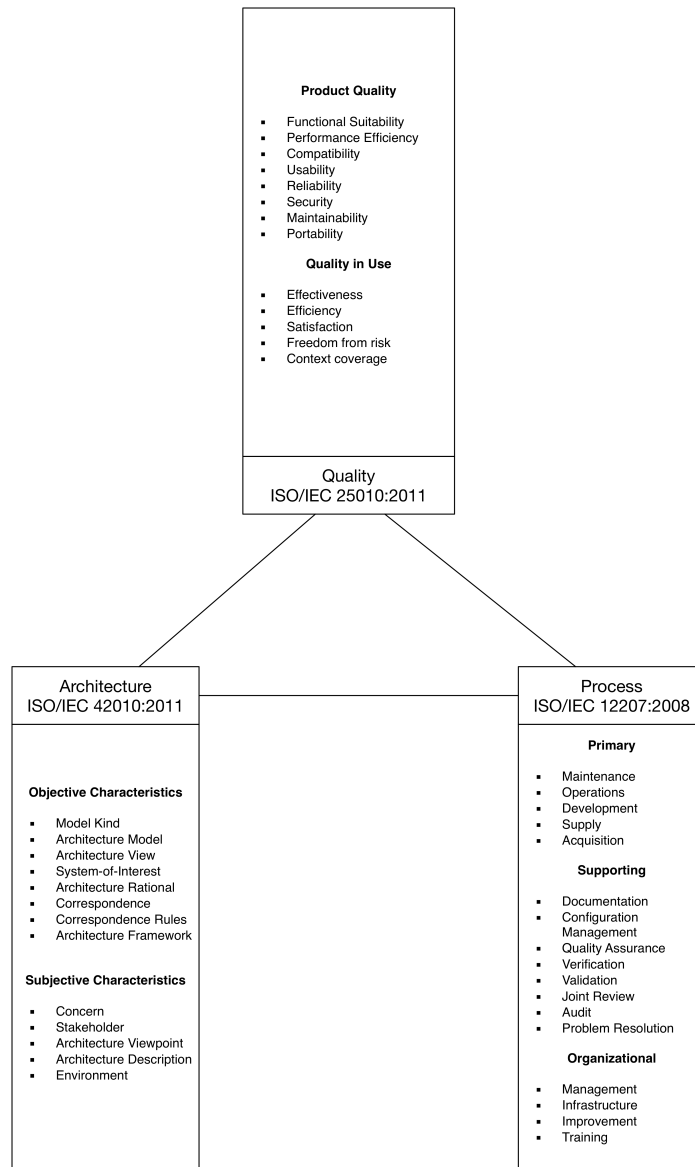 Product Quality
▪ Functional Suitability
▪ Performance Efficiency
▪ Compatibility
▪ Usability
▪ Reliability
▪ Security
▪ Maintainability
▪ Portability
Quality in Use
▪ Effectiveness
▪ Efficiency
▪ Satisfaction
▪ Freedom from risk
▪ Context coverage
Quality
ISO/IEC 25010:2011
Architecture
ISO/IEC 42010:2011
Objective Characteristics
▪ Model Kind
▪ Architecture Model
▪ Architecture View
▪ System-of-Interest
▪ Architecture Rational
▪ Correspondence
▪ Correspondence Rules
▪ Architecture Framework
Subjective Characteristics
▪ Concern
▪ Stakeholder
▪ Architecture Viewpoint
▪ Architecture Description
▪ Environment
Process
ISO/IEC 12207:2008
Primary
▪ Maintenance
▪ Operations
▪ Development
▪ Supply
▪ Acquisition
Supporting
▪ Documentation
▪ Configuration
Management
▪ Quality Assurance
▪ Verification
▪ Validation
▪ Joint Review
▪ Audit
▪ Problem Resolution
Organizational
▪ Management
▪ Infrastructure
▪ Improvement
▪ Training